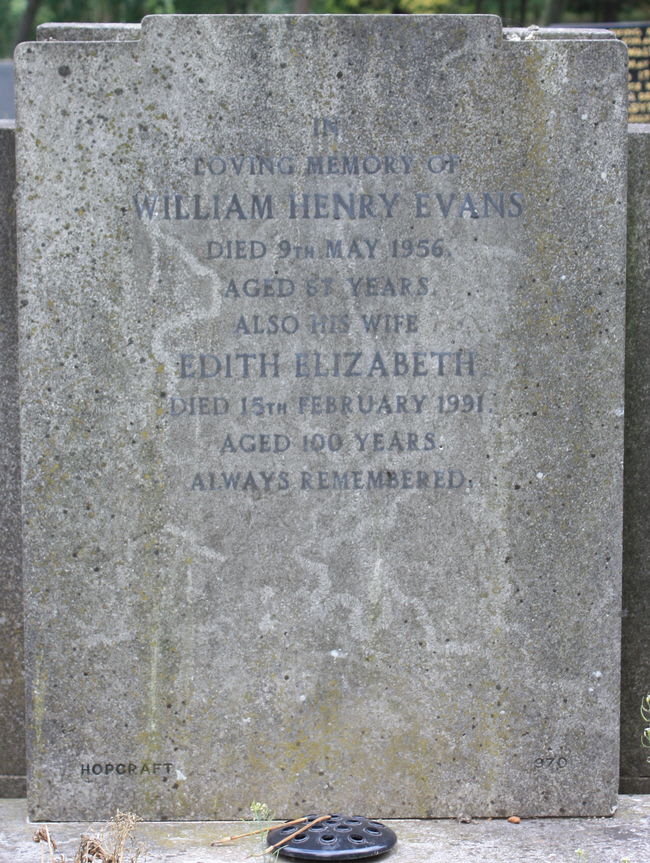 IN
LOVING MEMORY OF
WILLIAM HENRY EVANS
DIED 9TH MAY 1956.
AGED 67 YEARS.
ALSO HIS WIFE
EDITH ELIZABETH
DIED 15TH FEBRUARY 1991.
AGED 100 YEARS.
ALWAYS REMEMBERED.
HOPCRAFT
970